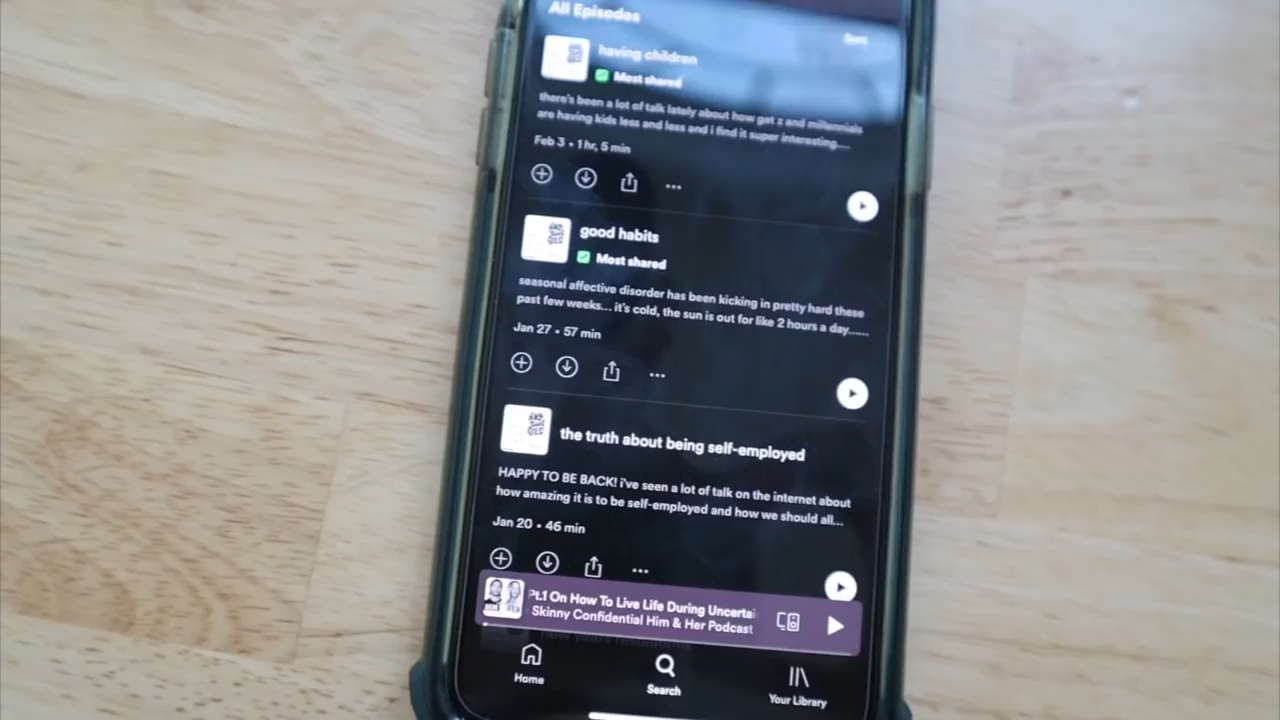 All Episodes
Sort
having children
Most shared
there's been a lot of talk lately about how get z and millennials
are having kids less and less and i find it super interesting....
Feb 3 • 1 hr, 5 min
good habits
Most shared
seasonal affective disorder has been kicking in pretty hard these
past few weeks... it's cold, the sun is out for like 2 hours a day......
Jan 27 • 57 min
the truth about being self-employed
HAPPY TO BE BACK! i've seen a lot of talk on the internet about
how amazing it is to be self-employed and how we should all...
Jan 20 • 46 min
Pt.1 On How To Live Life During Uncertai
Skinny Confidential Him & Her Podcast
Home
Search
Your Library